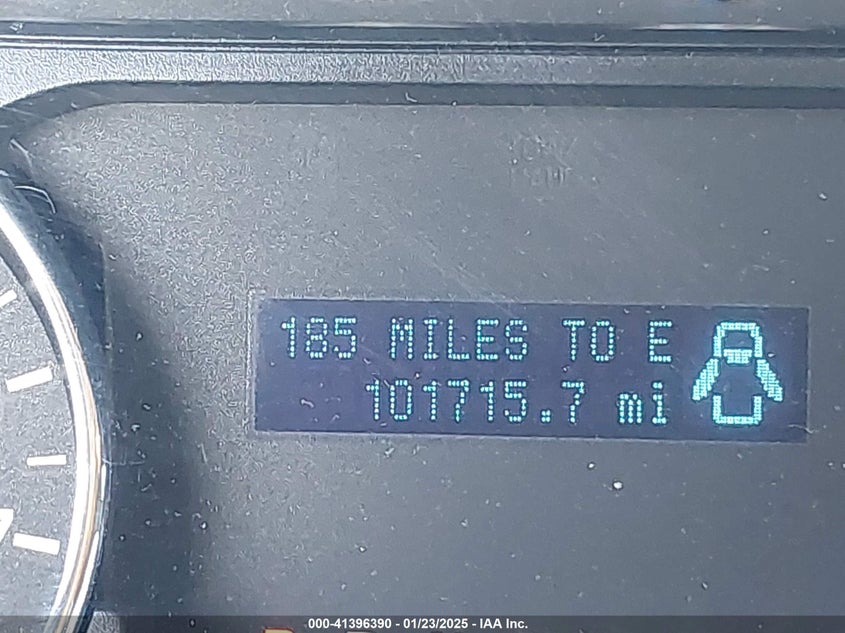 185 MILES TO E
101715.7 mi
000-41396390 - 01/23/2025 - IAA Inc.